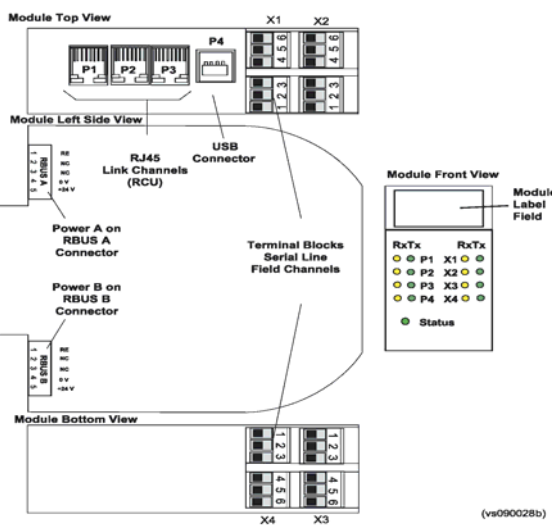 Module Top View
X1 X2
P4
P1 P2 P3
6 6
5 5
4 4
3 3
2 2
1 1
Module Left Side View
USB
Connector
RJ45
Link Channels
(RCU)
1 RE
2 NC
3 NC
4 0 V
5 +24 V
RBUS A
Power A on
RBUS A
Connector
Terminal Blocks
Serial Line
Field Channels
Power B on
RBUS B
Connector
1 RE
2 NC
3 NC
4 0 V
5 +24 V
RBUS B
Module Front View
Module
Label
Field
RxTx RxTx
P1 X1
P2 X2
P3 X3
P4 X4
Status
Module Bottom View
1 1
2 2
3 3
4 4
5 5
6 6
X4 X3
(vs090028b)